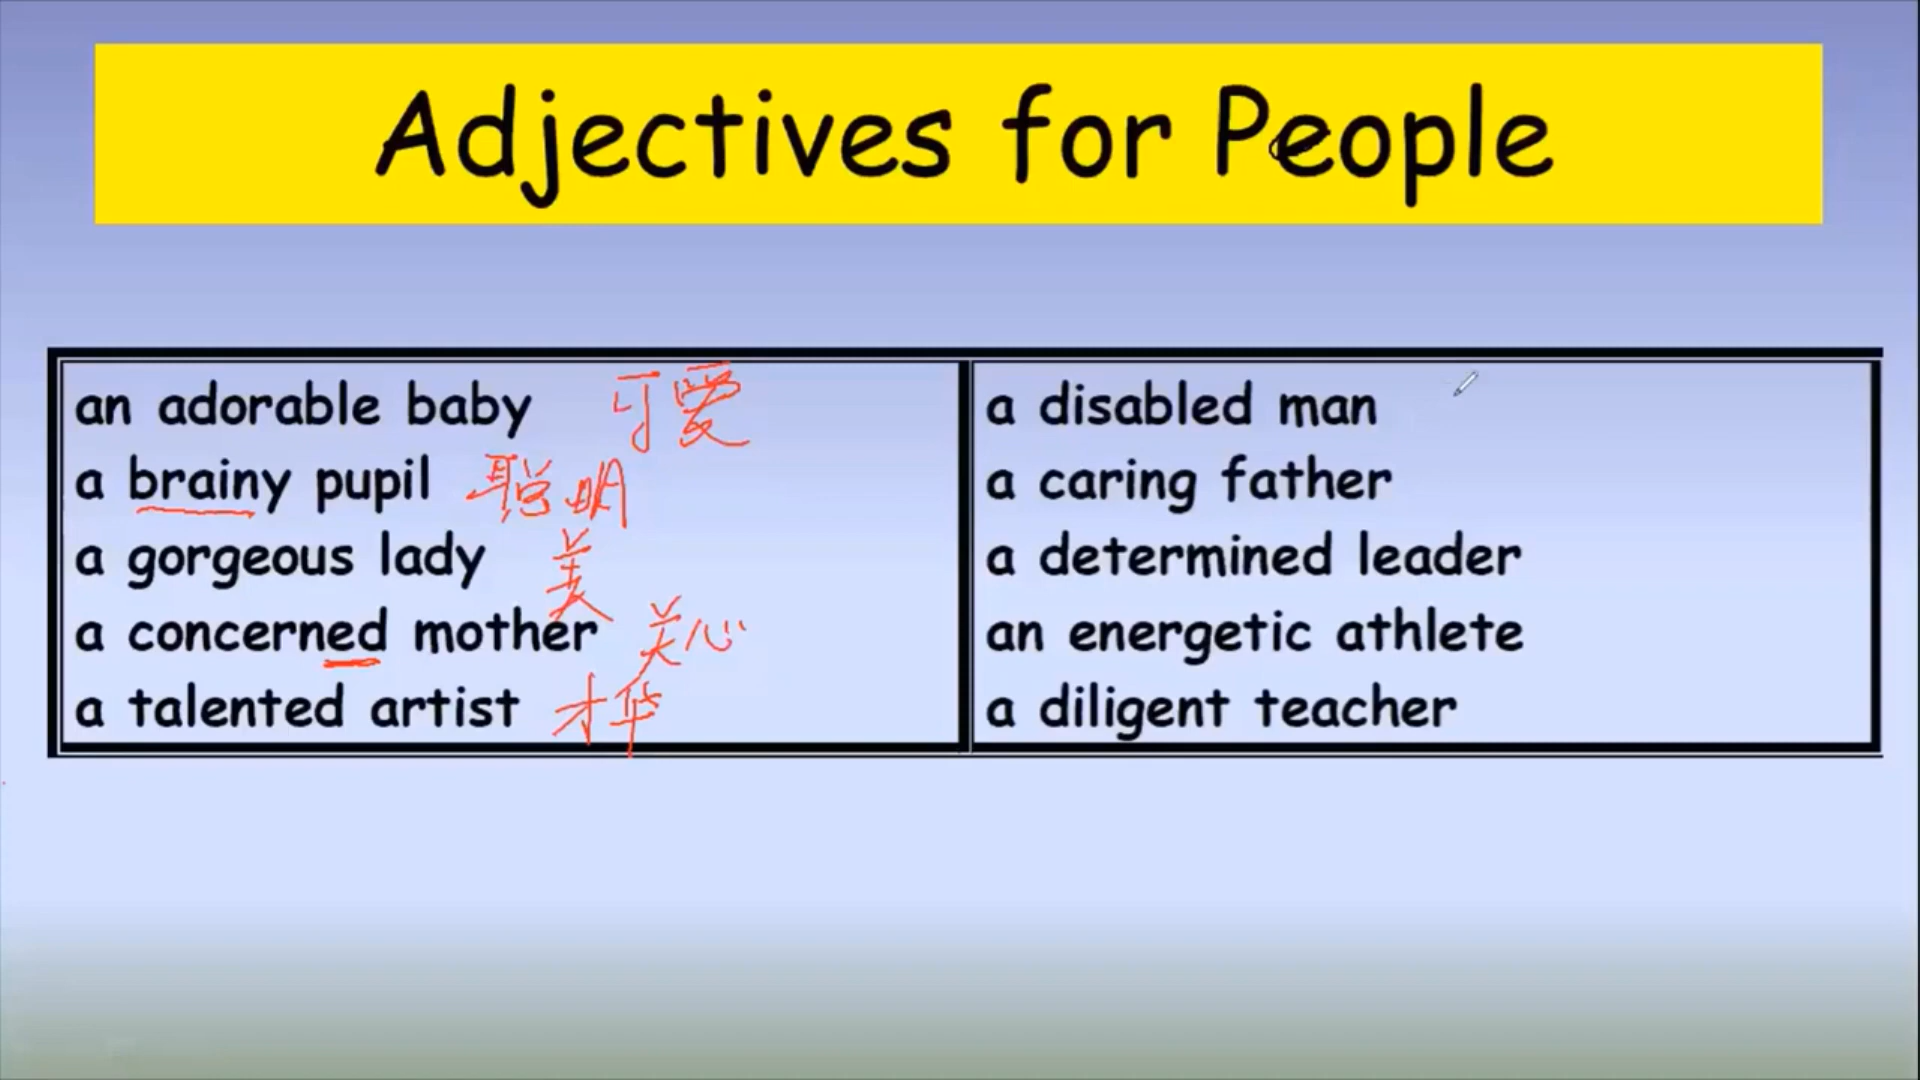 Adjectives for People
an adorable baby 可爱
a brainy pupil 聪明
a gorgeous lady 美
a concerned mother 关心
a talented artist 才华
a disabled man
a caring father
a determined leader
an energetic athlete
a diligent teacher